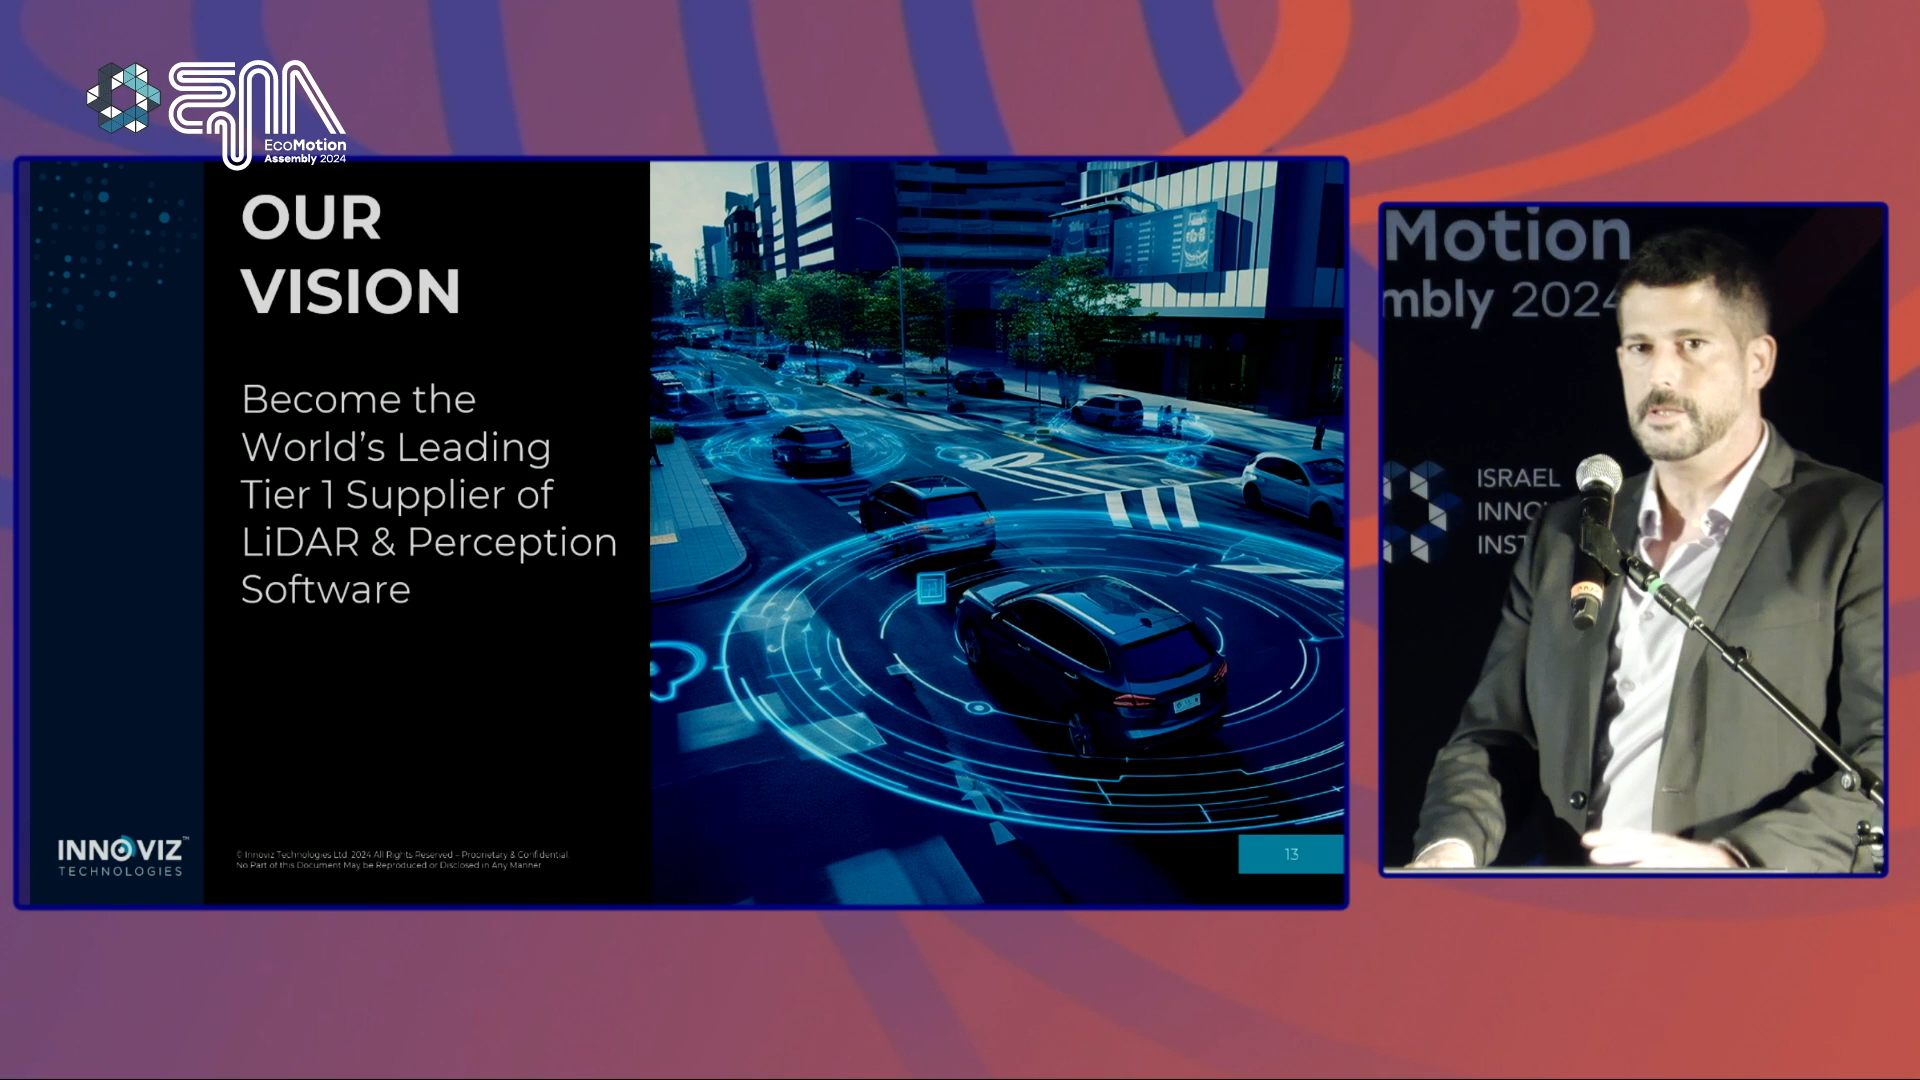 EcoMotion
Assembly 2024
OUR
VISION
Become the
World's Leading
Tier 1 Supplier of
LiDAR & Perception
Software
INNOVIZ™
TECHNOLOGIES
© Innoviz Technologies Ltd. 2024 All Rights Reserved – Proprietary & Confidential.
No Part of this Document May be Reproduced or Disclosed in Any Manner
13
Motion
mbly 2024
ISRAEL
INNO
INST